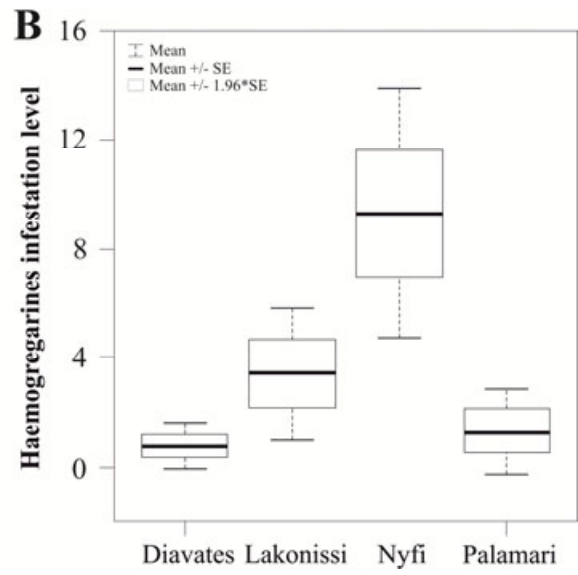 B
Haemogregarines infestation level
16
12
8
4
0
Mean
Mean +/- SE
Mean +/- 1.96*SE
Diavates Lakonissi Nyfi Palamari